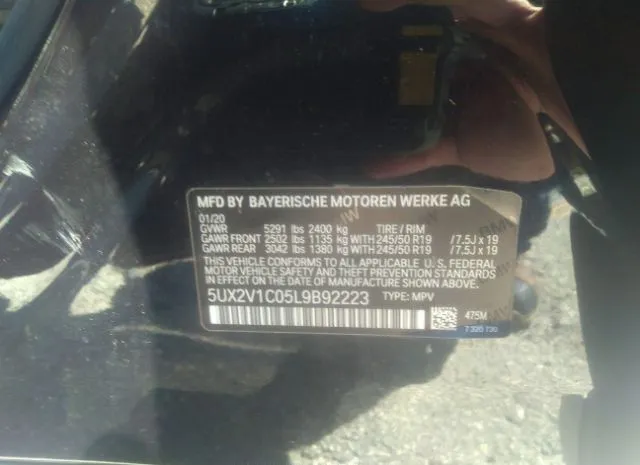 MFD BY BAYERISCHE MOTOREN WERKE AG
01/20
GVWR 5291 lbs 2400 kg TIRE / RIM
GAWR FRONT 2502 lbs 1135 kg WITH 245/50 R19 /7.5J x 19
GAWR REAR 3042 lbs 1380 kg WITH 245/50 R19 /7.5J x 19
THIS VEHICLE CONFORMS TO ALL APPLICABLE U.S. FEDERAL
MOTOR VEHICLE SAFETY, BUMPER, AND THEFT PREVENTION STANDARDS
IN EFFECT ON THE DATE OF MANUFACTURE SHOWN ABOVE.
5UX2V1C05L9B92223 TYPE: MPV
475M
7 320 730